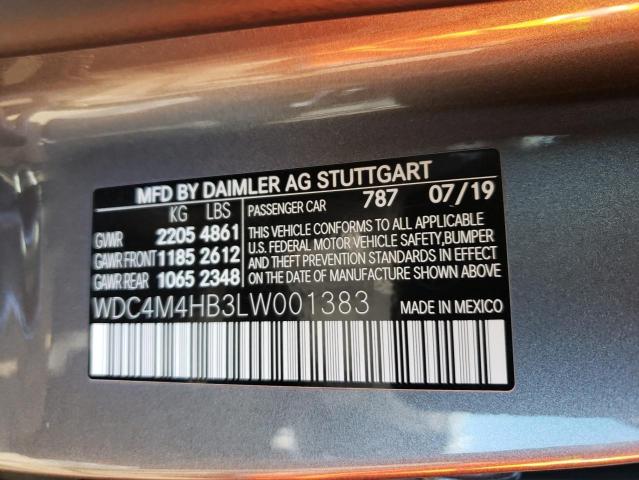 MFD BY DAIMLER AG STUTTGART
KG LBS
GVWR 2205 4861
GAWR FRONT 1185 2612
GAWR REAR 1065 2348
PASSENGER CAR 787 07/19
THIS VEHICLE CONFORMS TO ALL APPLICABLE
U.S. FEDERAL MOTOR VEHICLE SAFETY, BUMPER
AND THEFT PREVENTION STANDARDS IN EFFECT
ON THE DATE OF MANUFACTURE SHOWN ABOVE
WDC4M4HB3LW001383 MADE IN MEXICO